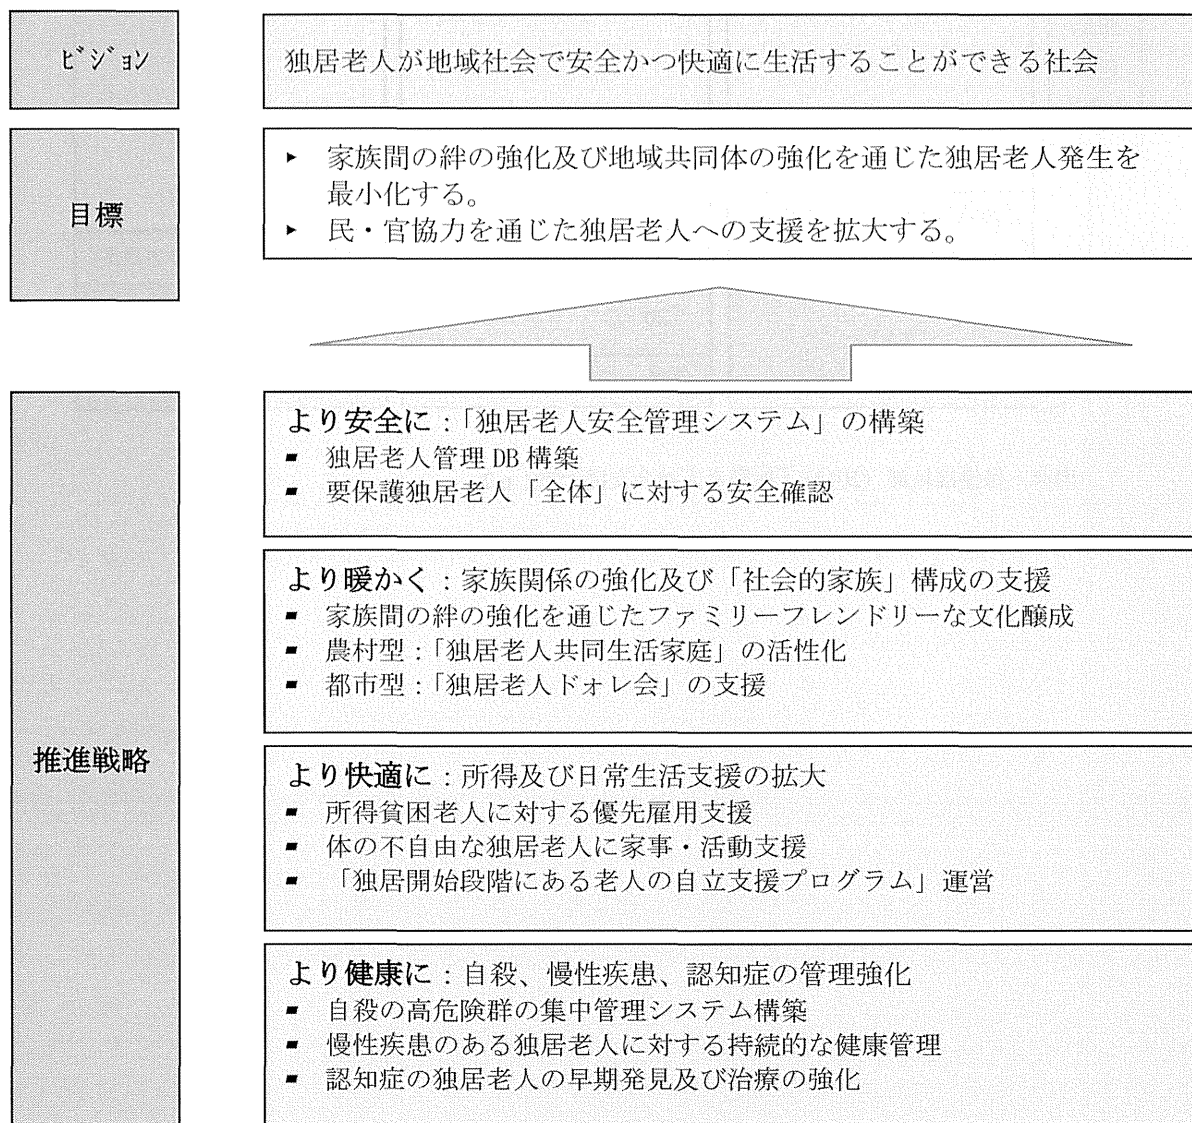 ビジョン
独居老人が地域社会で安全かつ快適に生活することができる社会
目標
▸ 家族間の絆の強化及び地域共同体の強化を通じた独居老人発生を
最小化する。
▸ 民・官協力を通じた独居老人への支援を拡大する。
推進戦略
より安全に:「独居老人安全管理システム」の構築
▪ 独居老人管理 DB 構築
▪ 要保護独居老人「全体」に対する安全確認
より暖かく:家族関係の強化及び「社会的家族」構成の支援
▪ 家族間の絆の強化を通じたファミリーフレンドリーな文化醸成
▪ 農村型:「独居老人共同生活家庭」の活性化
▪ 都市型:「独居老人ドォレ会」の支援
より快適に:所得及び日常生活支援の拡大
▪ 所得貧困老人に対する優先雇用支援
▪ 体の不自由な独居老人に家事・活動支援
▪ 「独居開始段階にある老人の自立支援プログラム」運営
より健康に:自殺、慢性疾患、認知症の管理強化
▪ 自殺の高危険群の集中管理システム構築
▪ 慢性疾患のある独居老人に対する持続的な健康管理
▪ 認知症の独居老人の早期発見及び治療の強化